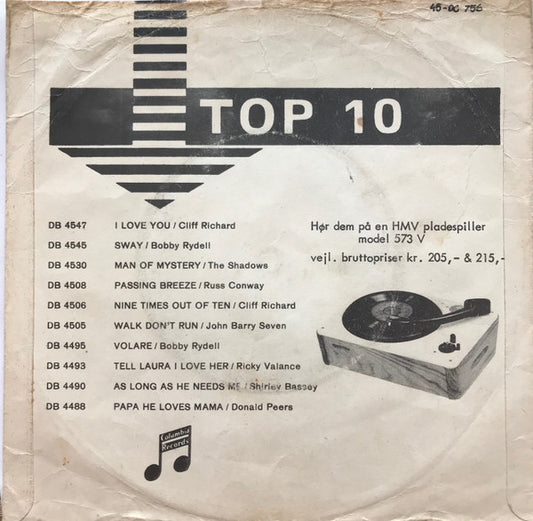 45-DC 756
TOP 10
DB 4547 I LOVE YOU / Cliff Richard
DB 4545 SWAY / Bobby Rydell
DB 4530 MAN OF MYSTERY / The Shadows
DB 4508 PASSING BREEZE / Russ Conway
DB 4506 NINE TIMES OUT OF TEN / Cliff Richard
DB 4505 WALK DON'T RUN / John Barry Seven
DB 4495 VOLARE / Bobby Rydell
DB 4493 TELL LAURA I LOVE HER / Ricky Valance
DB 4490 AS LONG AS HE NEEDS ME / Shirley Bassey
DB 4488 PAPA HE LOVES MAMA / Donald Peers
Hør dem på en HMV pladespiller
model 573 V
vejl. bruttopriser kr. 205,- & 215,-
Columbia
Records